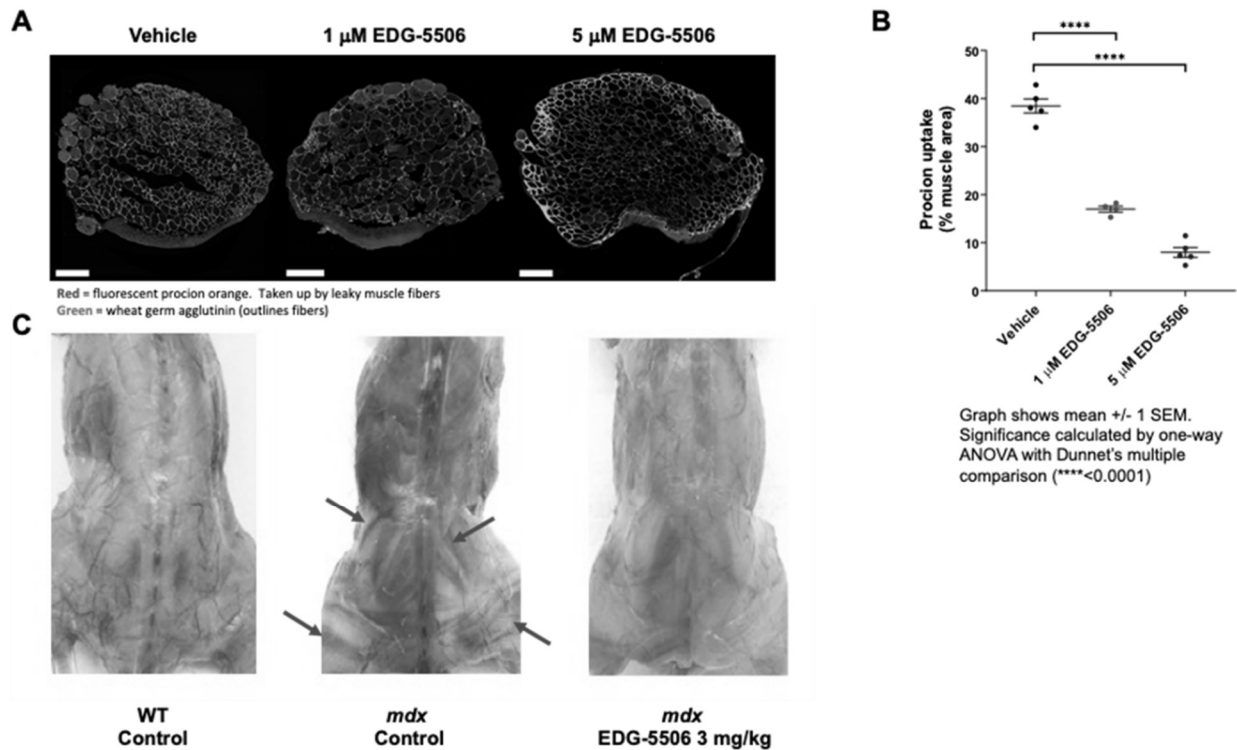 A
Vehicle
1 μM EDG-5506
5 μM EDG-5506
Red = fluorescent procion orange. Taken up by leaky muscle fibers
Green = wheat germ agglutinin (outlines fibers)
B
****
****
Procion uptake
(% muscle area)
50
40
30
20
10
0
Vehicle
1 μM EDG-5506
5 μM EDG-5506
Graph shows mean +/- 1 SEM.
Significance calculated by one-way
ANOVA with Dunnet's multiple
comparison (****<0.0001)
C
WT
Control
mdx
Control
mdx
EDG-5506 3 mg/kg